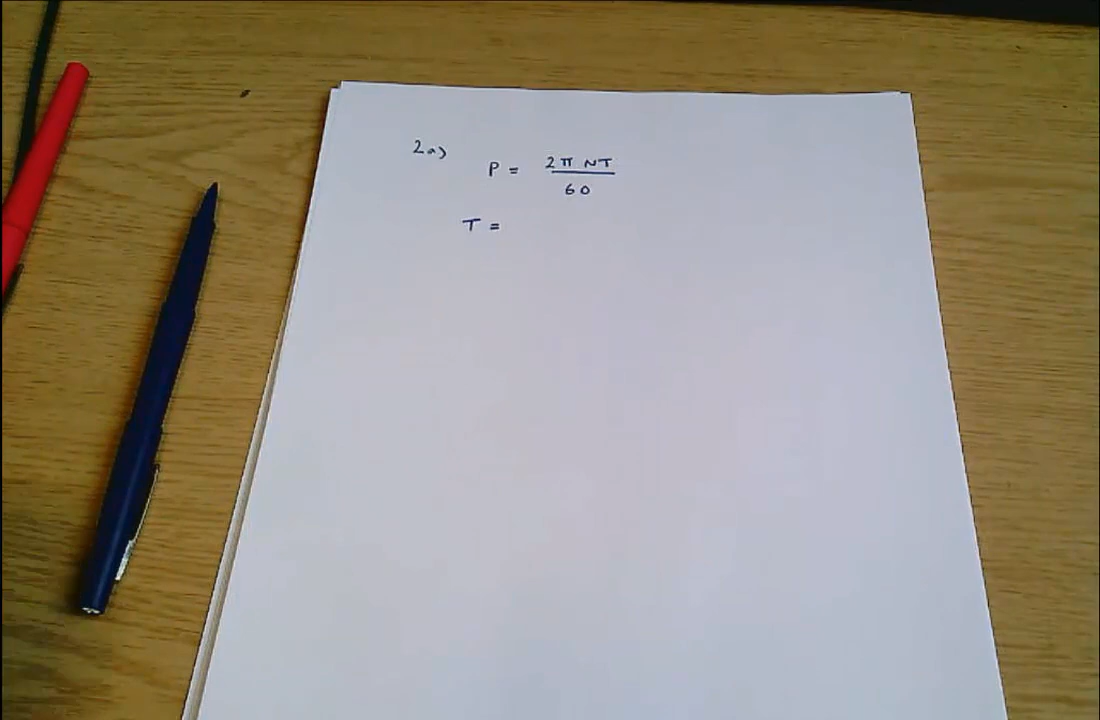 2a)
P = 2π NT / 60
T =